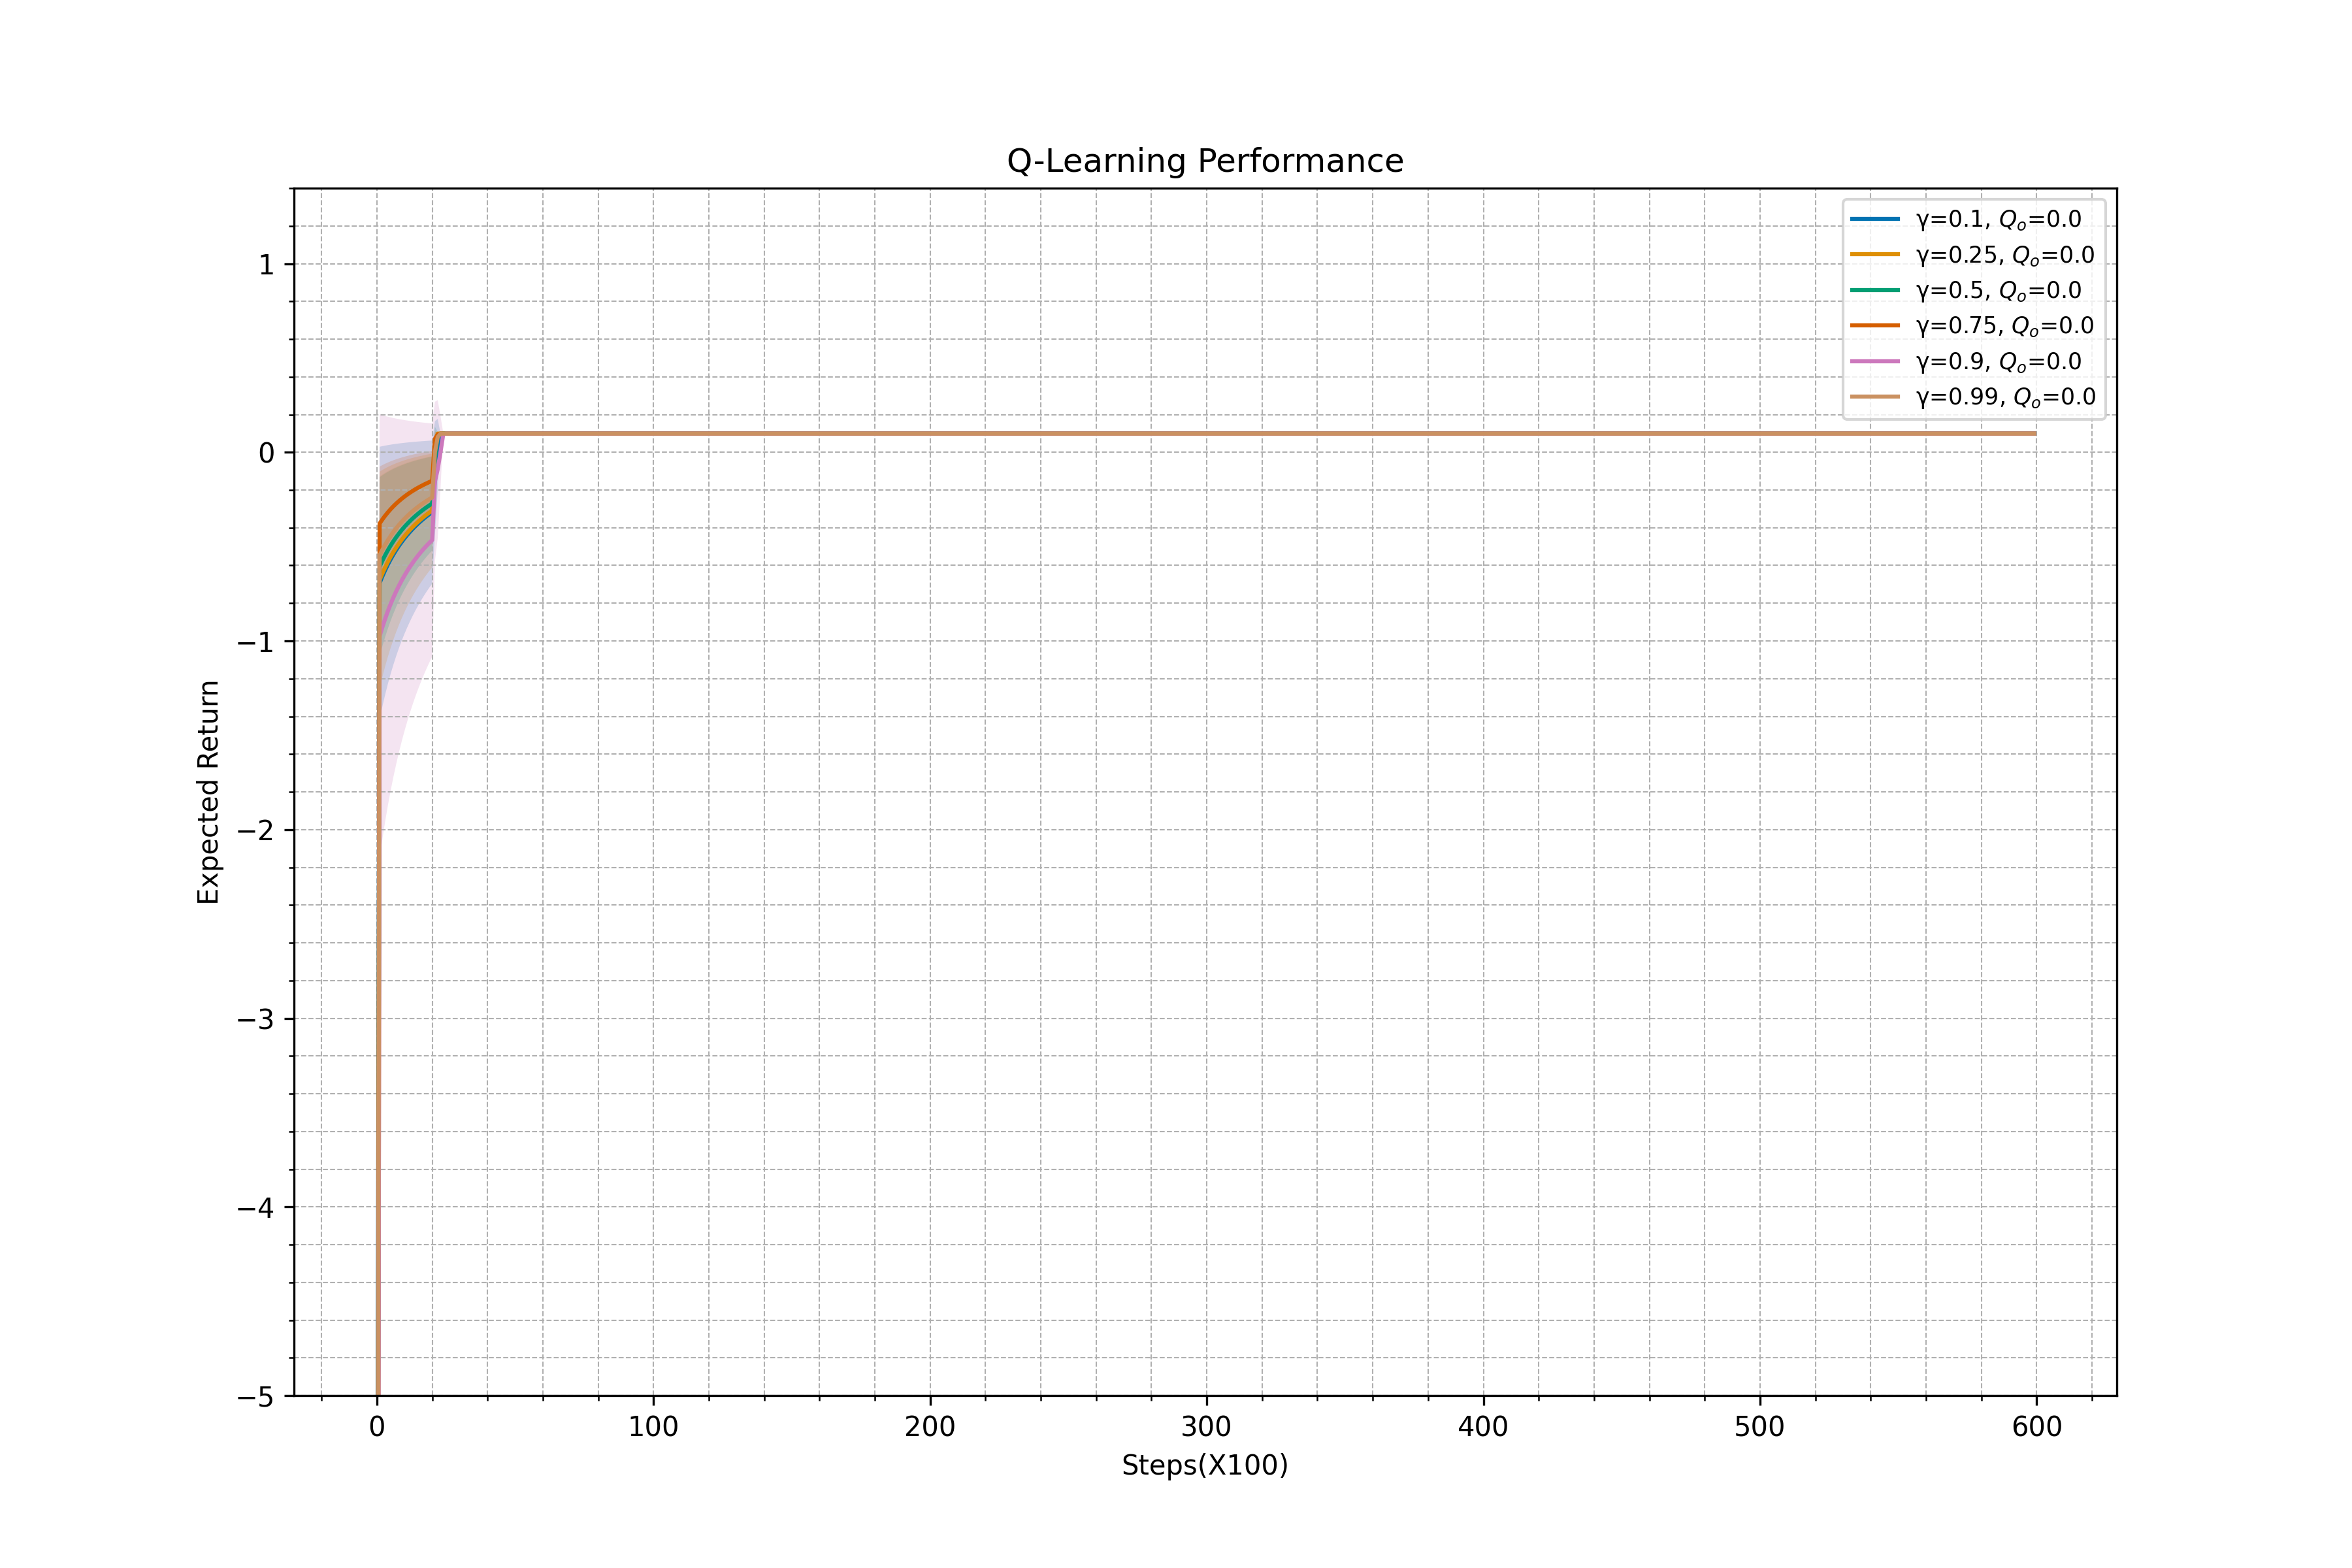 Q-Learning Performance
γ=0.1, Qₒ=0.0
γ=0.25, Qₒ=0.0
γ=0.5, Qₒ=0.0
γ=0.75, Qₒ=0.0
γ=0.9, Qₒ=0.0
γ=0.99, Qₒ=0.0
Expected Return
1
0
−1
−2
−3
−4
−5
0 100 200 300 400 500 600
Steps(X100)